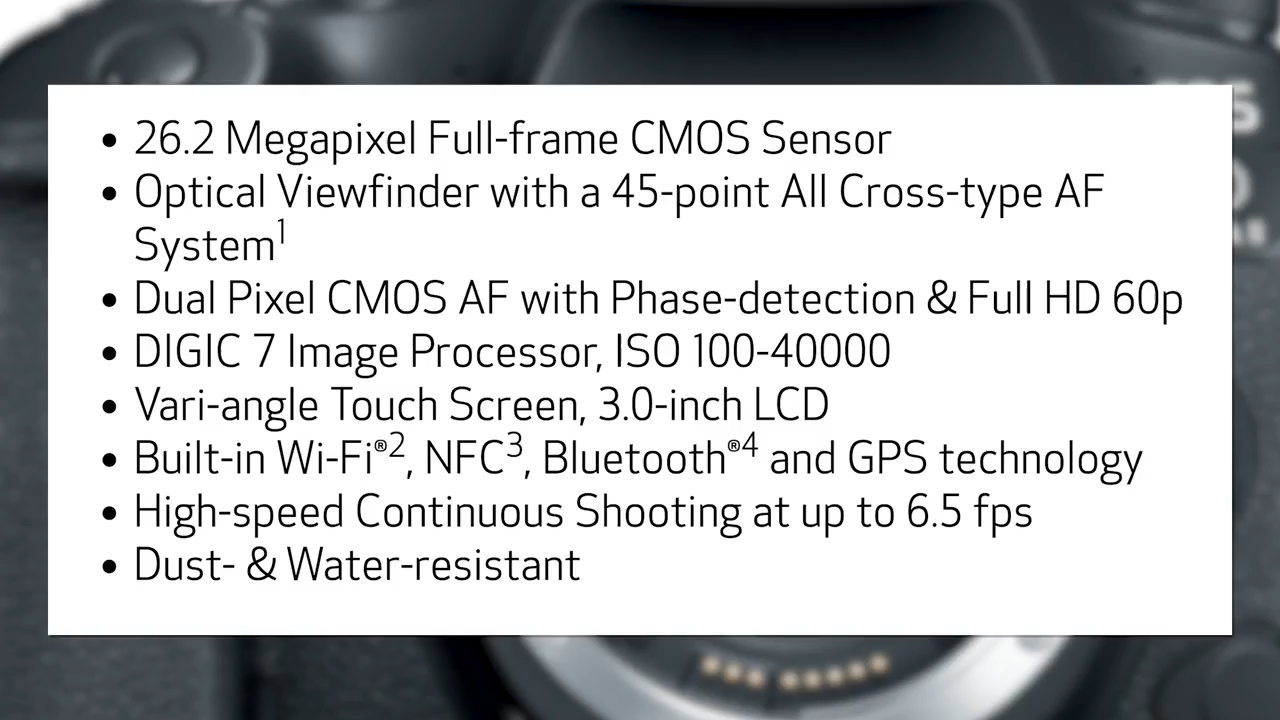 • 26.2 Megapixel Full-frame CMOS Sensor
• Optical Viewfinder with a 45-point All Cross-type AF
System¹
• Dual Pixel CMOS AF with Phase-detection & Full HD 60p
• DIGIC 7 Image Processor, ISO 100-40000
• Vari-angle Touch Screen, 3.0-inch LCD
• Built-in Wi-Fi®², NFC³, Bluetooth®⁴ and GPS technology
• High-speed Continuous Shooting at up to 6.5 fps
• Dust- & Water-resistant